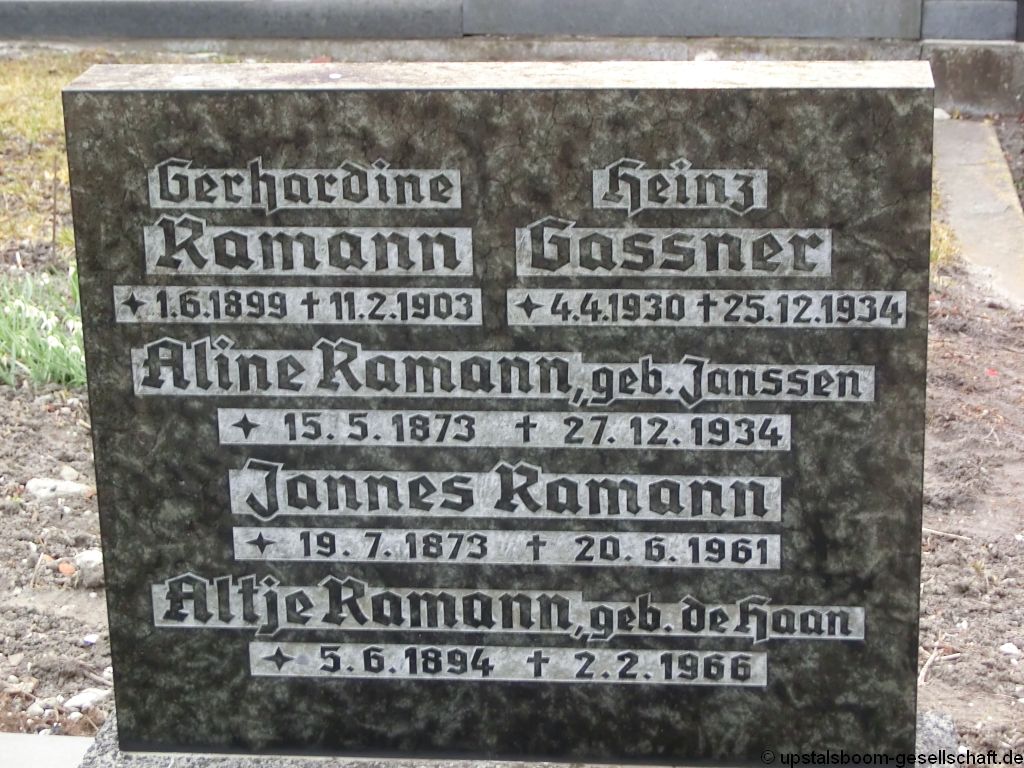 Gerhardine Heinz
Ramann Gassner
✦ 1.6.1899 † 11.2.1903 ✦ 4.4.1930 † 25.12.1934
Aline Ramann, geb. Janssen
✦ 15.5.1873 † 27.12.1934
Jannes Ramann
✦ 19.7.1873 † 20.6.1961
Altje Ramann, geb. de Haan
✦ 5.6.1894 † 2.2.1966
© upstalsboom-gesellschaft.de